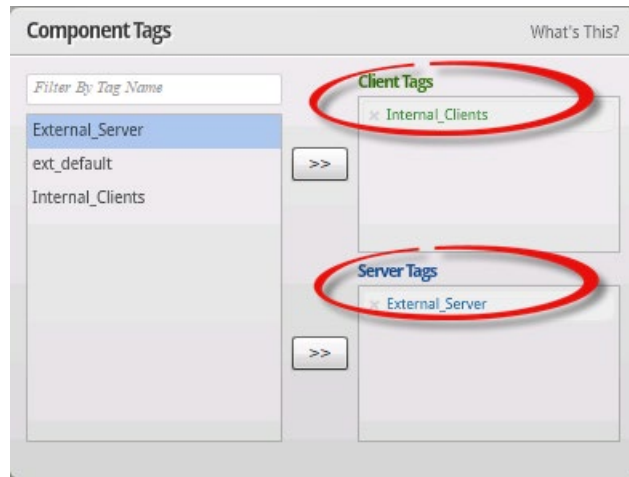 Component Tags
What's This?
Filter By Tag Name
External_Server
ext_default
Internal_Clients
>>
>>
Client Tags
× Internal_Clients
Server Tags
× External_Server